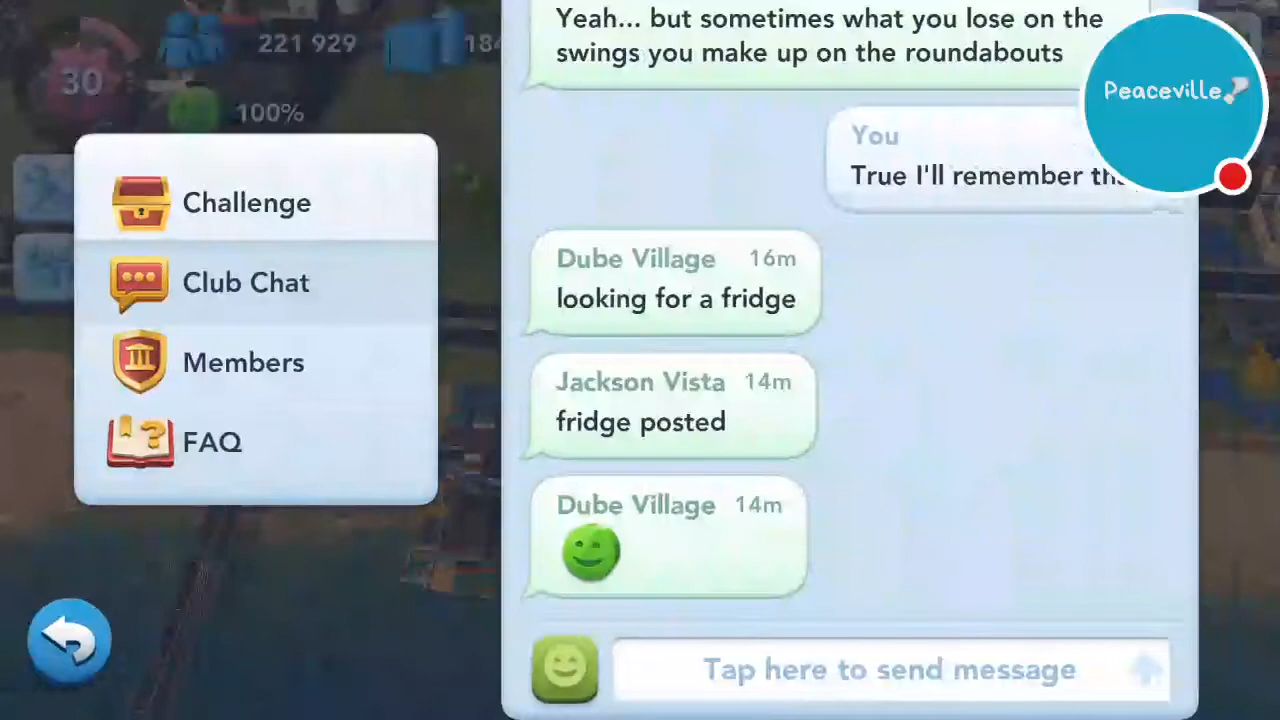 30
221 929
184
100%
Challenge
Club Chat
Members
FAQ
Yeah... but sometimes what you lose on the
swings you make up on the roundabouts
Peaceville
You
True I'll remember
Dube Village 16m
looking for a fridge
Jackson Vista 14m
fridge posted
Dube Village 14m
Tap here to send message